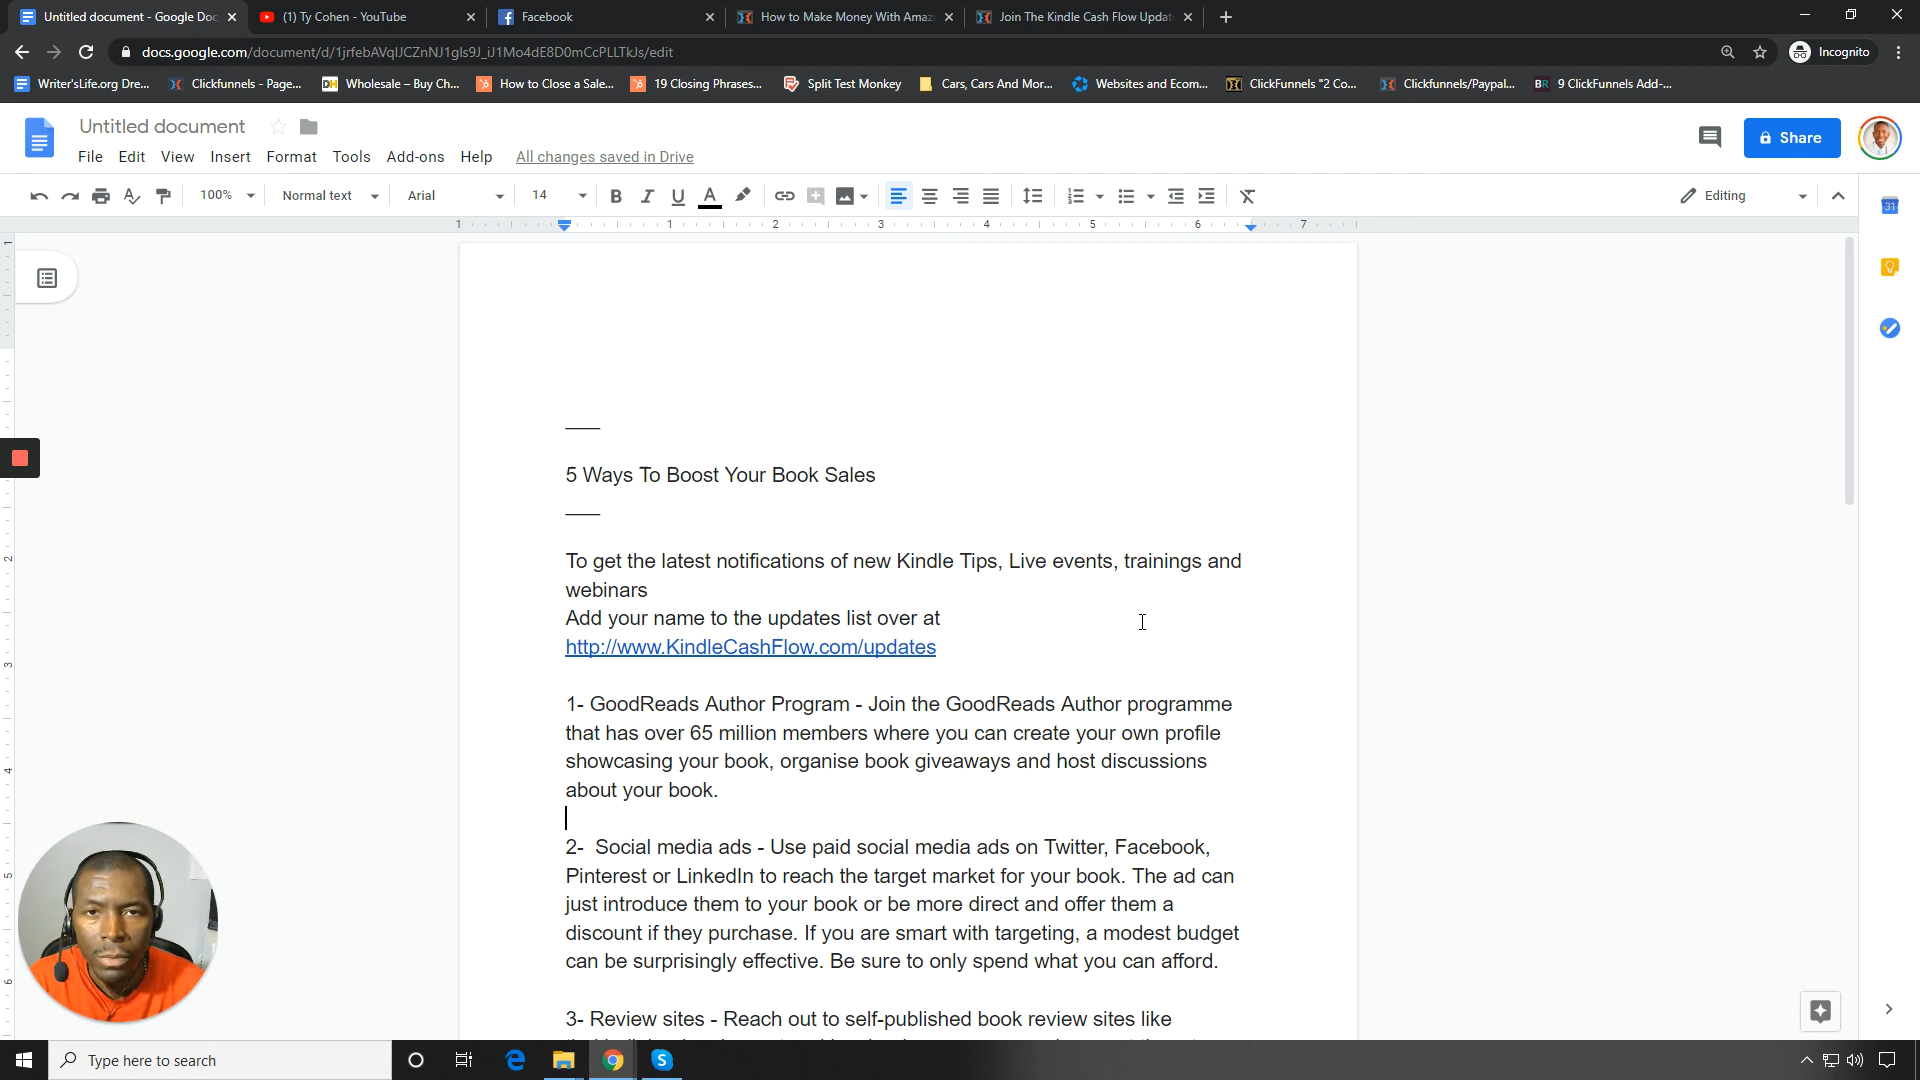 Untitled document - Google Doc
(1) Ty Cohen - YouTube
Facebook
How to Make Money With Amaz
Join The Kindle Cash Flow Updat
docs.google.com/document/d/1jrfebAVqlJCZnNJ1gls9J_iJ1Mo4dE8D0mCcPLLTkJs/edit
Incognito
Writer'sLife.org Dre...
Clickfunnels - Page...
Wholesale – Buy Ch...
How to Close a Sale...
19 Closing Phrases...
Split Test Monkey
Cars, Cars And Mor...
Websites and Ecom...
ClickFunnels "2 Co...
Clickfunnels/Paypal...
9 ClickFunnels Add-...
Untitled document
File Edit View Insert Format Tools Add-ons Help All changes saved in Drive
Share
100% Normal text Arial 14
Editing
1 1 2 3 4 5 6 7
31
5 Ways To Boost Your Book Sales
To get the latest notifications of new Kindle Tips, Live events, trainings and
webinars
Add your name to the updates list over at
http://www.KindleCashFlow.com/updates
1- GoodReads Author Program - Join the GoodReads Author programme
that has over 65 million members where you can create your own profile
showcasing your book, organise book giveaways and host discussions
about your book.
2-  Social media ads - Use paid social media ads on Twitter, Facebook,
Pinterest or LinkedIn to reach the target market for your book. The ad can
just introduce them to your book or be more direct and offer them a
discount if they purchase. If you are smart with targeting, a modest budget
can be surprisingly effective. Be sure to only spend what you can afford.
3- Review sites - Reach out to self-published book review sites like
Type here to search